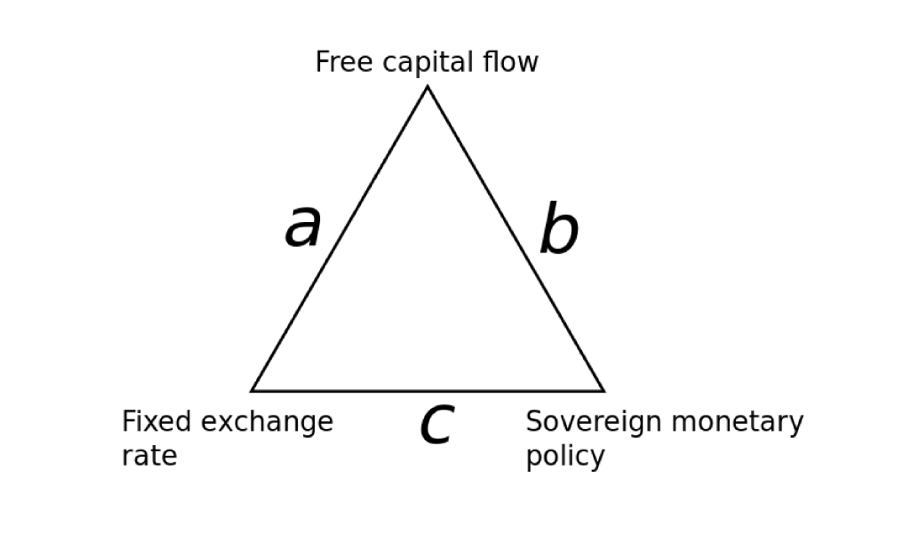 Free capital flow
a
b
Fixed exchange
rate
c
Sovereign monetary
policy